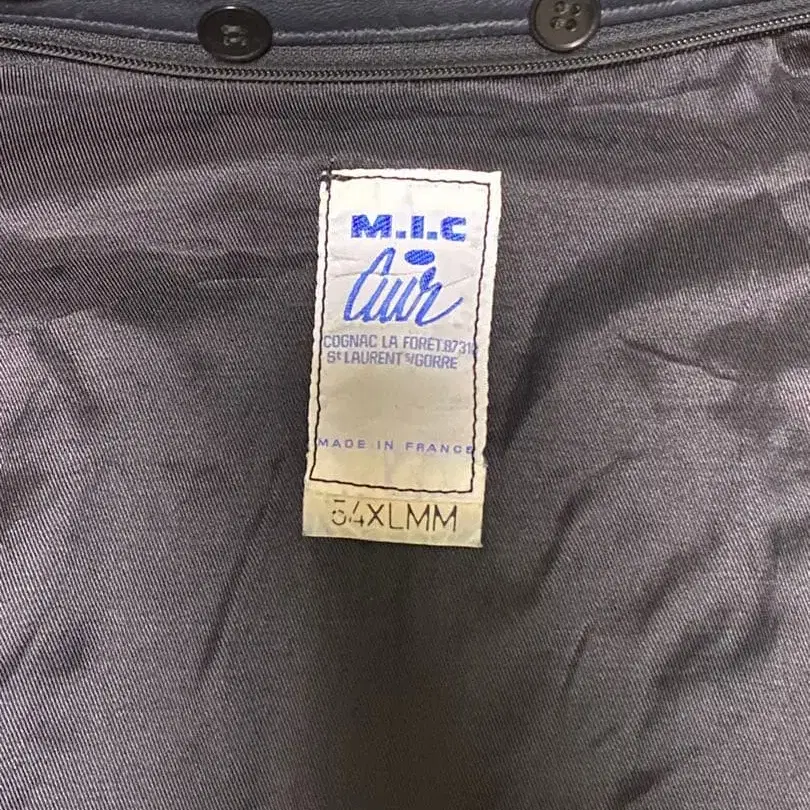 M.I.C
Cuir
COGNAC LA FORET.87310
St LAURENT S/GORRE
MADE IN FRANCE
54XLMM